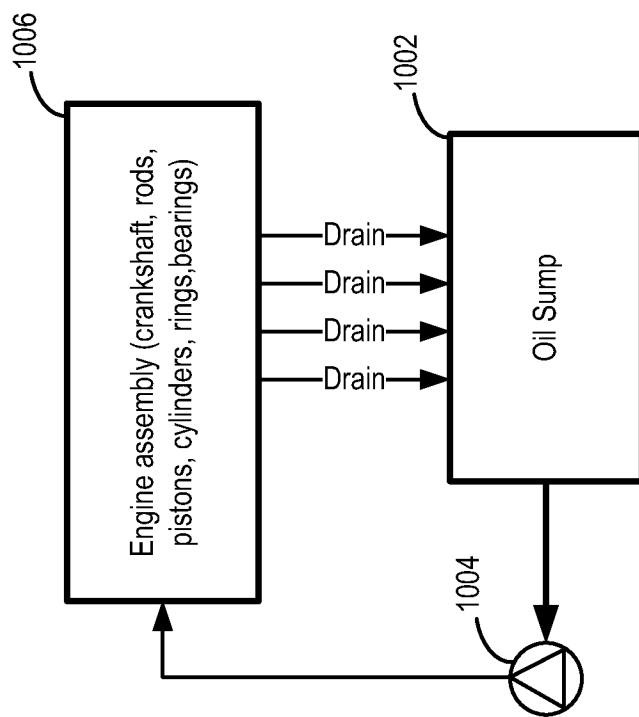 1006
Engine assembly (crankshaft, rods,
pistons, cylinders, rings,bearings)
Drain
Drain
Drain
Drain
1002
Oil Sump
1004